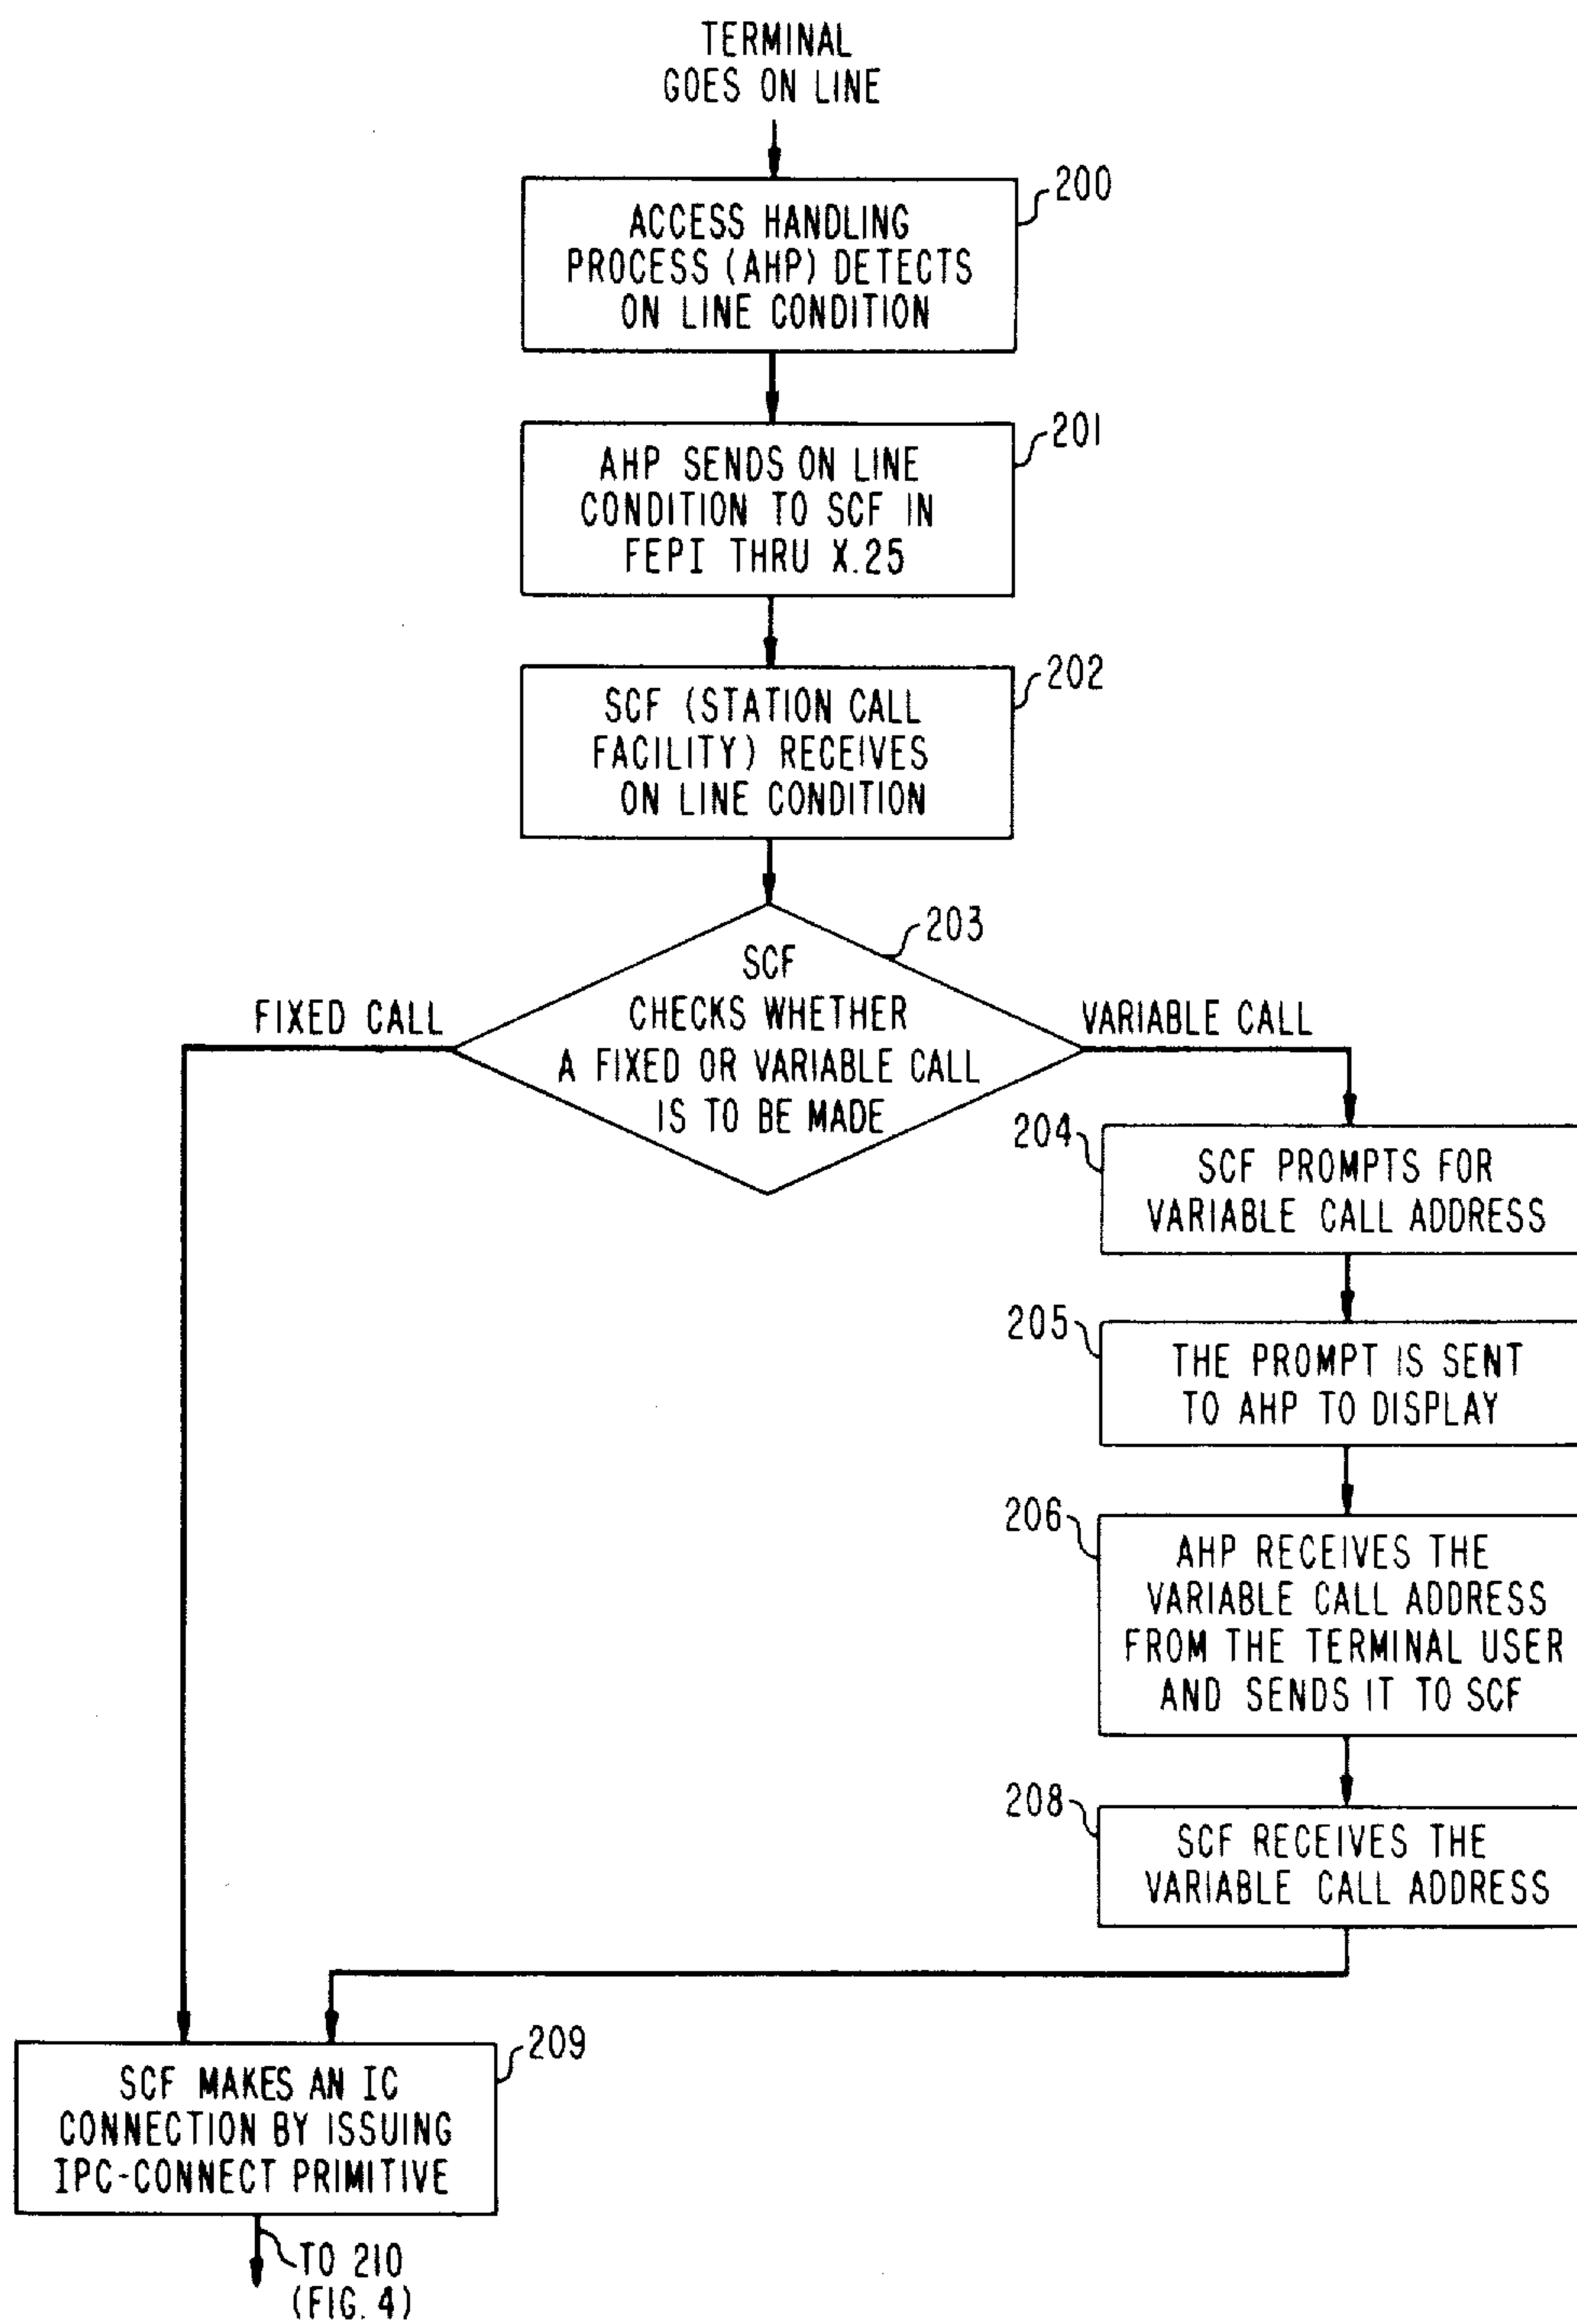 TERMINAL
GOES ON LINE
200
ACCESS HANDLING
PROCESS (AHP) DETECTS
ON LINE CONDITION
201
AHP SENDS ON LINE
CONDITION TO SCF IN
FEPI THRU X.25
202
SCF (STATION CALL
FACILITY) RECEIVES
ON LINE CONDITION
203
SCF
CHECKS WHETHER
A FIXED OR VARIABLE CALL
IS TO BE MADE
FIXED CALL
VARIABLE CALL
204
SCF PROMPTS FOR
VARIABLE CALL ADDRESS
205
THE PROMPT IS SENT
TO AHP TO DISPLAY
206
AHP RECEIVES THE
VARIABLE CALL ADDRESS
FROM THE TERMINAL USER
AND SENDS IT TO SCF
208
SCF RECEIVES THE
VARIABLE CALL ADDRESS
209
SCF MAKES AN IC
CONNECTION BY ISSUING
IPC-CONNECT PRIMITIVE
TO 210
(FIG. 4)